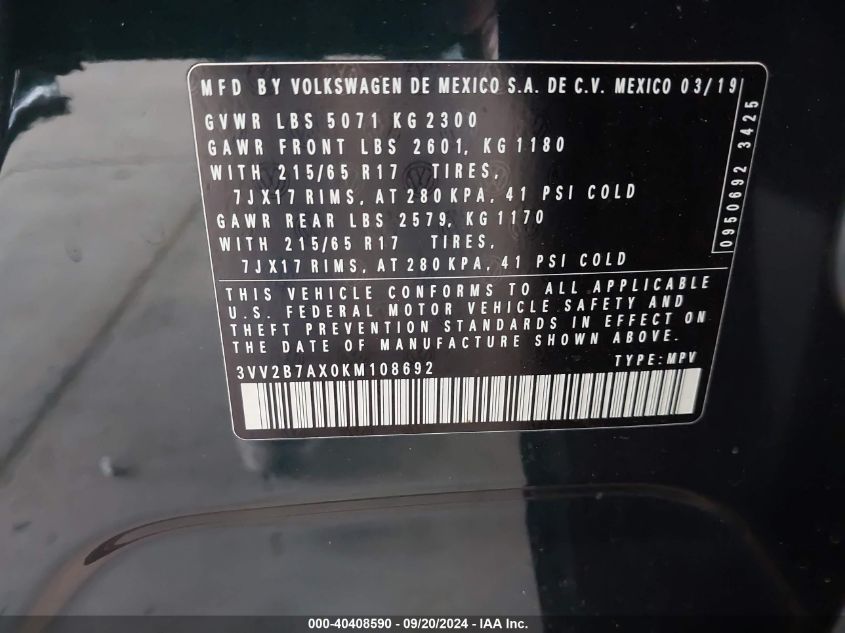 MFD BY VOLKSWAGEN DE MEXICO S.A. DE C.V. MEXICO 03/19
GVWR LBS 5071 KG 2300
GAWR FRONT LBS 2601, KG 1180
WITH 215/65 R17 TIRES,
7JX17 RIMS, AT 280 KPA, 41 PSI COLD
GAWR REAR LBS 2579, KG 1170
WITH 215/65 R17 TIRES,
7JX17 RIMS, AT 280 KPA, 41 PSI COLD
0950692 3425
THIS VEHICLE CONFORMS TO ALL APPLICABLE
U.S. FEDERAL MOTOR VEHICLE SAFETY AND
THEFT PREVENTION STANDARDS IN EFFECT ON
THE DATE OF MANUFACTURE SHOWN ABOVE.
3VV2B7AX0KM108692 TYPE: MPV
000-40408590 - 09/20/2024 - IAA Inc.